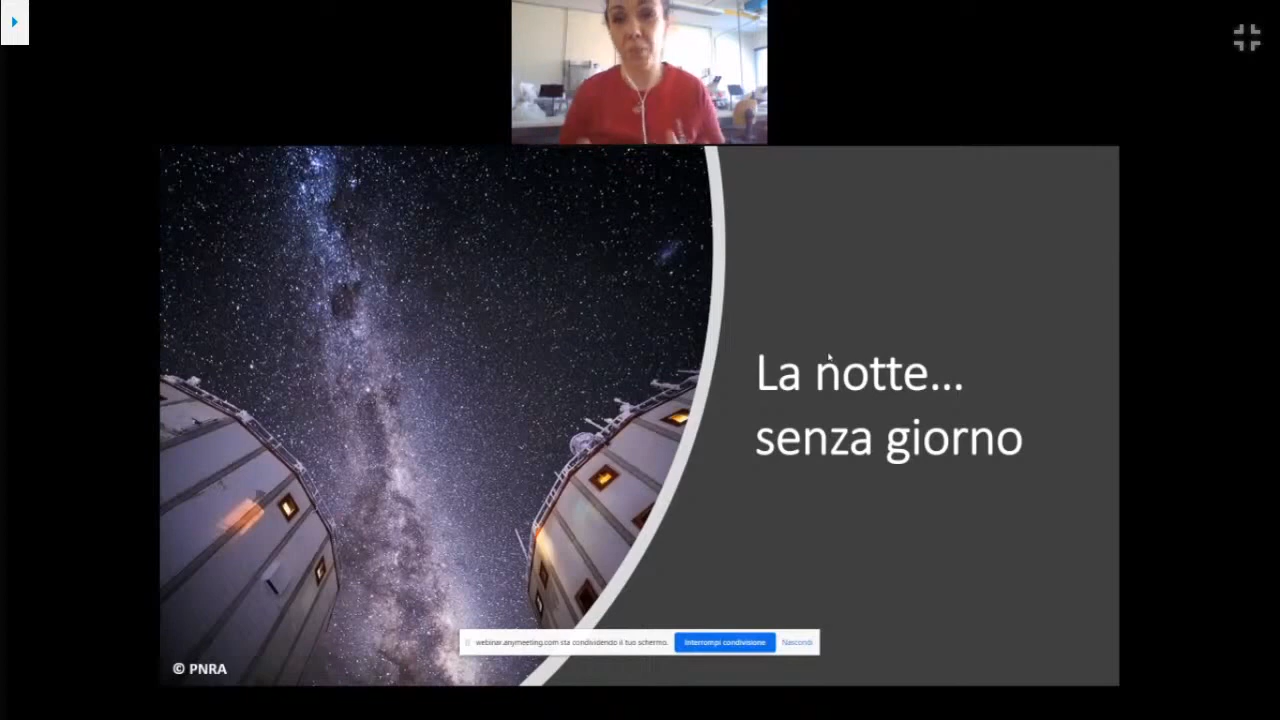 La notte...
senza giorno
webinar.anymeeting.com sta condividendo il tuo schermo.
Interrompi condivisione
Nascondi
© PNRA